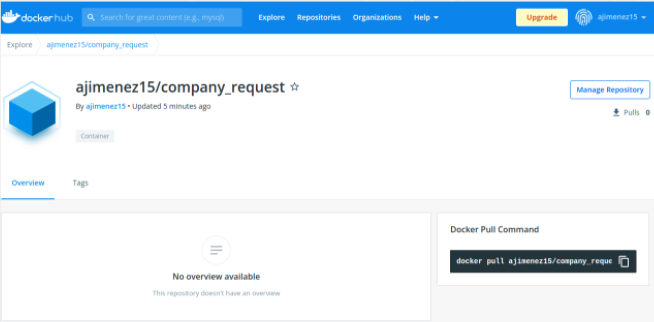 dockerhub
Search for great content (e.g., mysql)
Explore
Repositories
Organizations
Help
Upgrade
ajimenez15
Explore
ajimenez15/company_request
ajimenez15/company_request
By ajimenez15 • Updated 5 minutes ago
Container
Manage Repository
Pulls 0
Overview
Tags
No overview available
This repository doesn't have an overview
Docker Pull Command
docker pull ajimenez15/company_reque